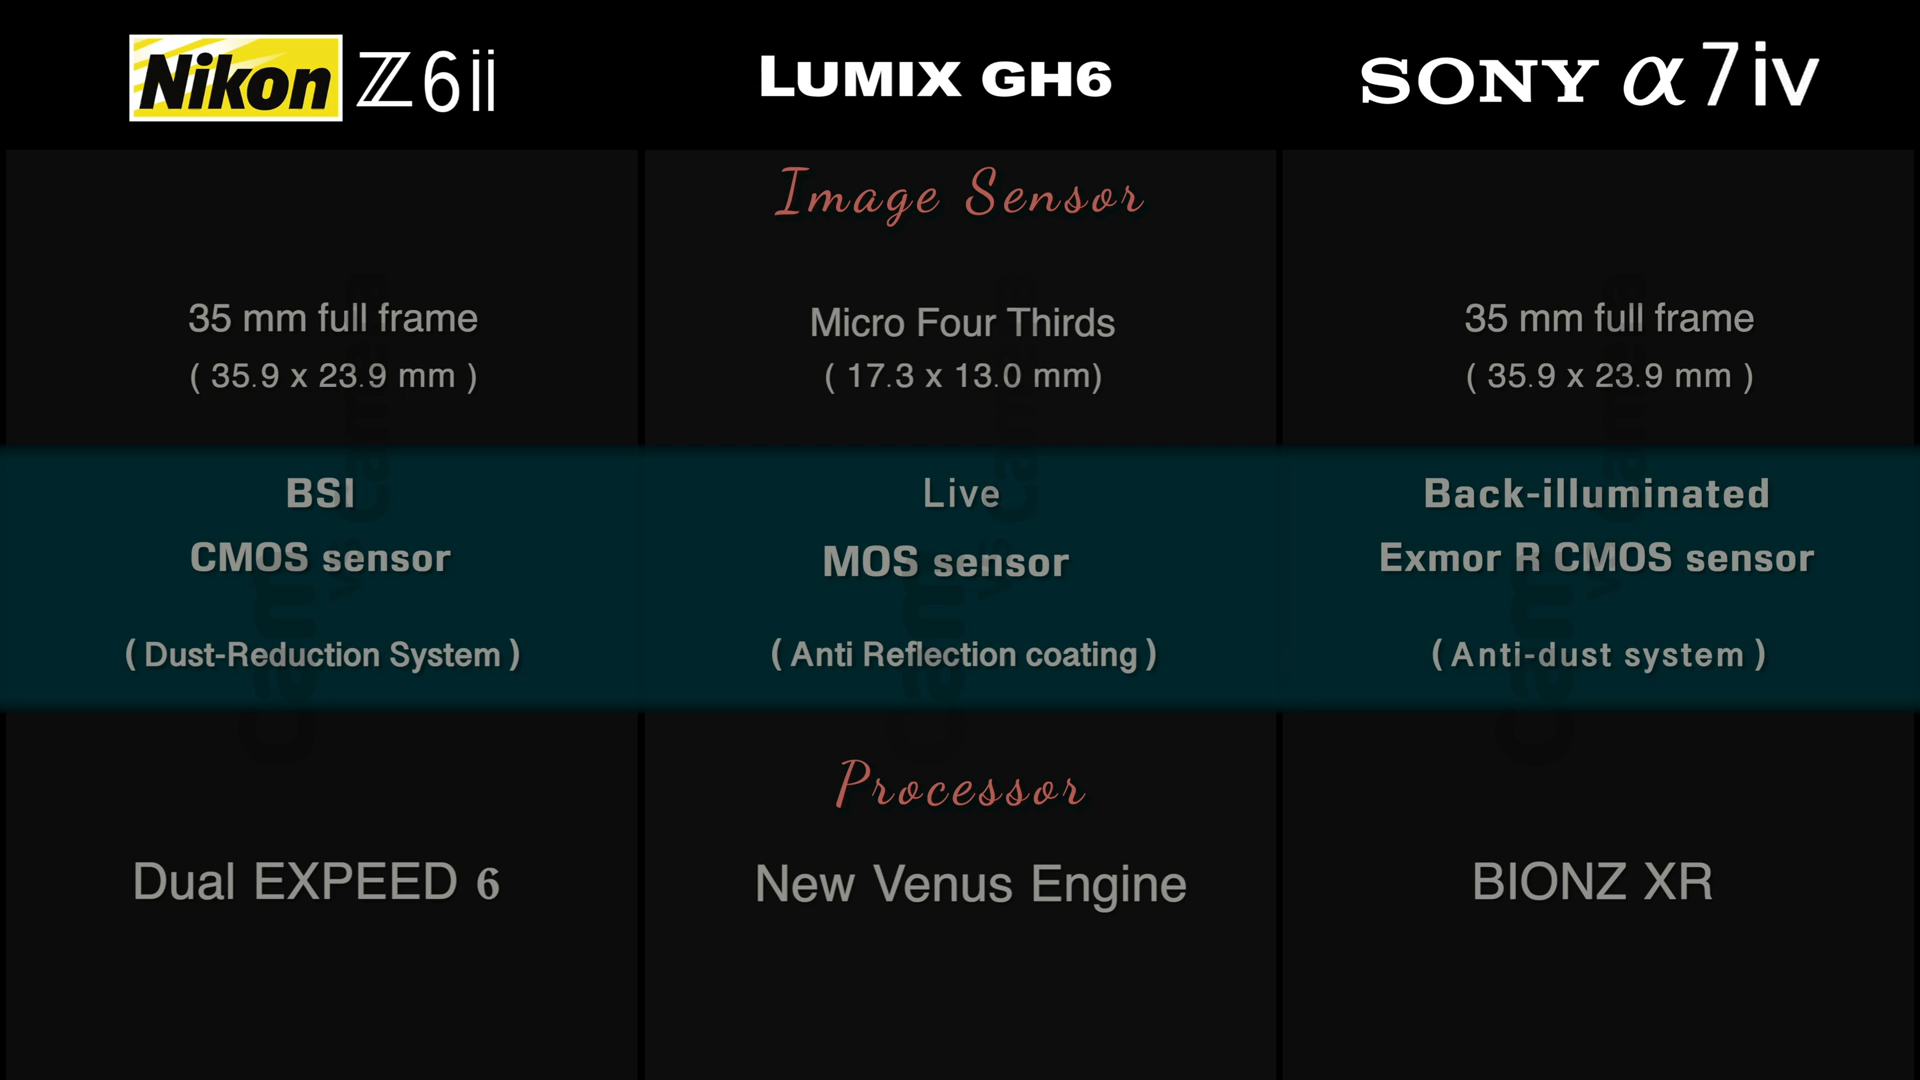 Nikon Z6ii
LUMIX GH6
SONY α7iv
Image Sensor
35 mm full frame
( 35.9 x 23.9 mm )
Micro Four Thirds
( 17.3 x 13.0 mm)
35 mm full frame
( 35.9 x 23.9 mm )
BSI
CMOS sensor
( Dust-Reduction System )
Live
MOS sensor
( Anti Reflection coating )
Back-illuminated
Exmor R CMOS sensor
( Anti-dust system )
Processor
Dual EXPEED 6
New Venus Engine
BIONZ XR